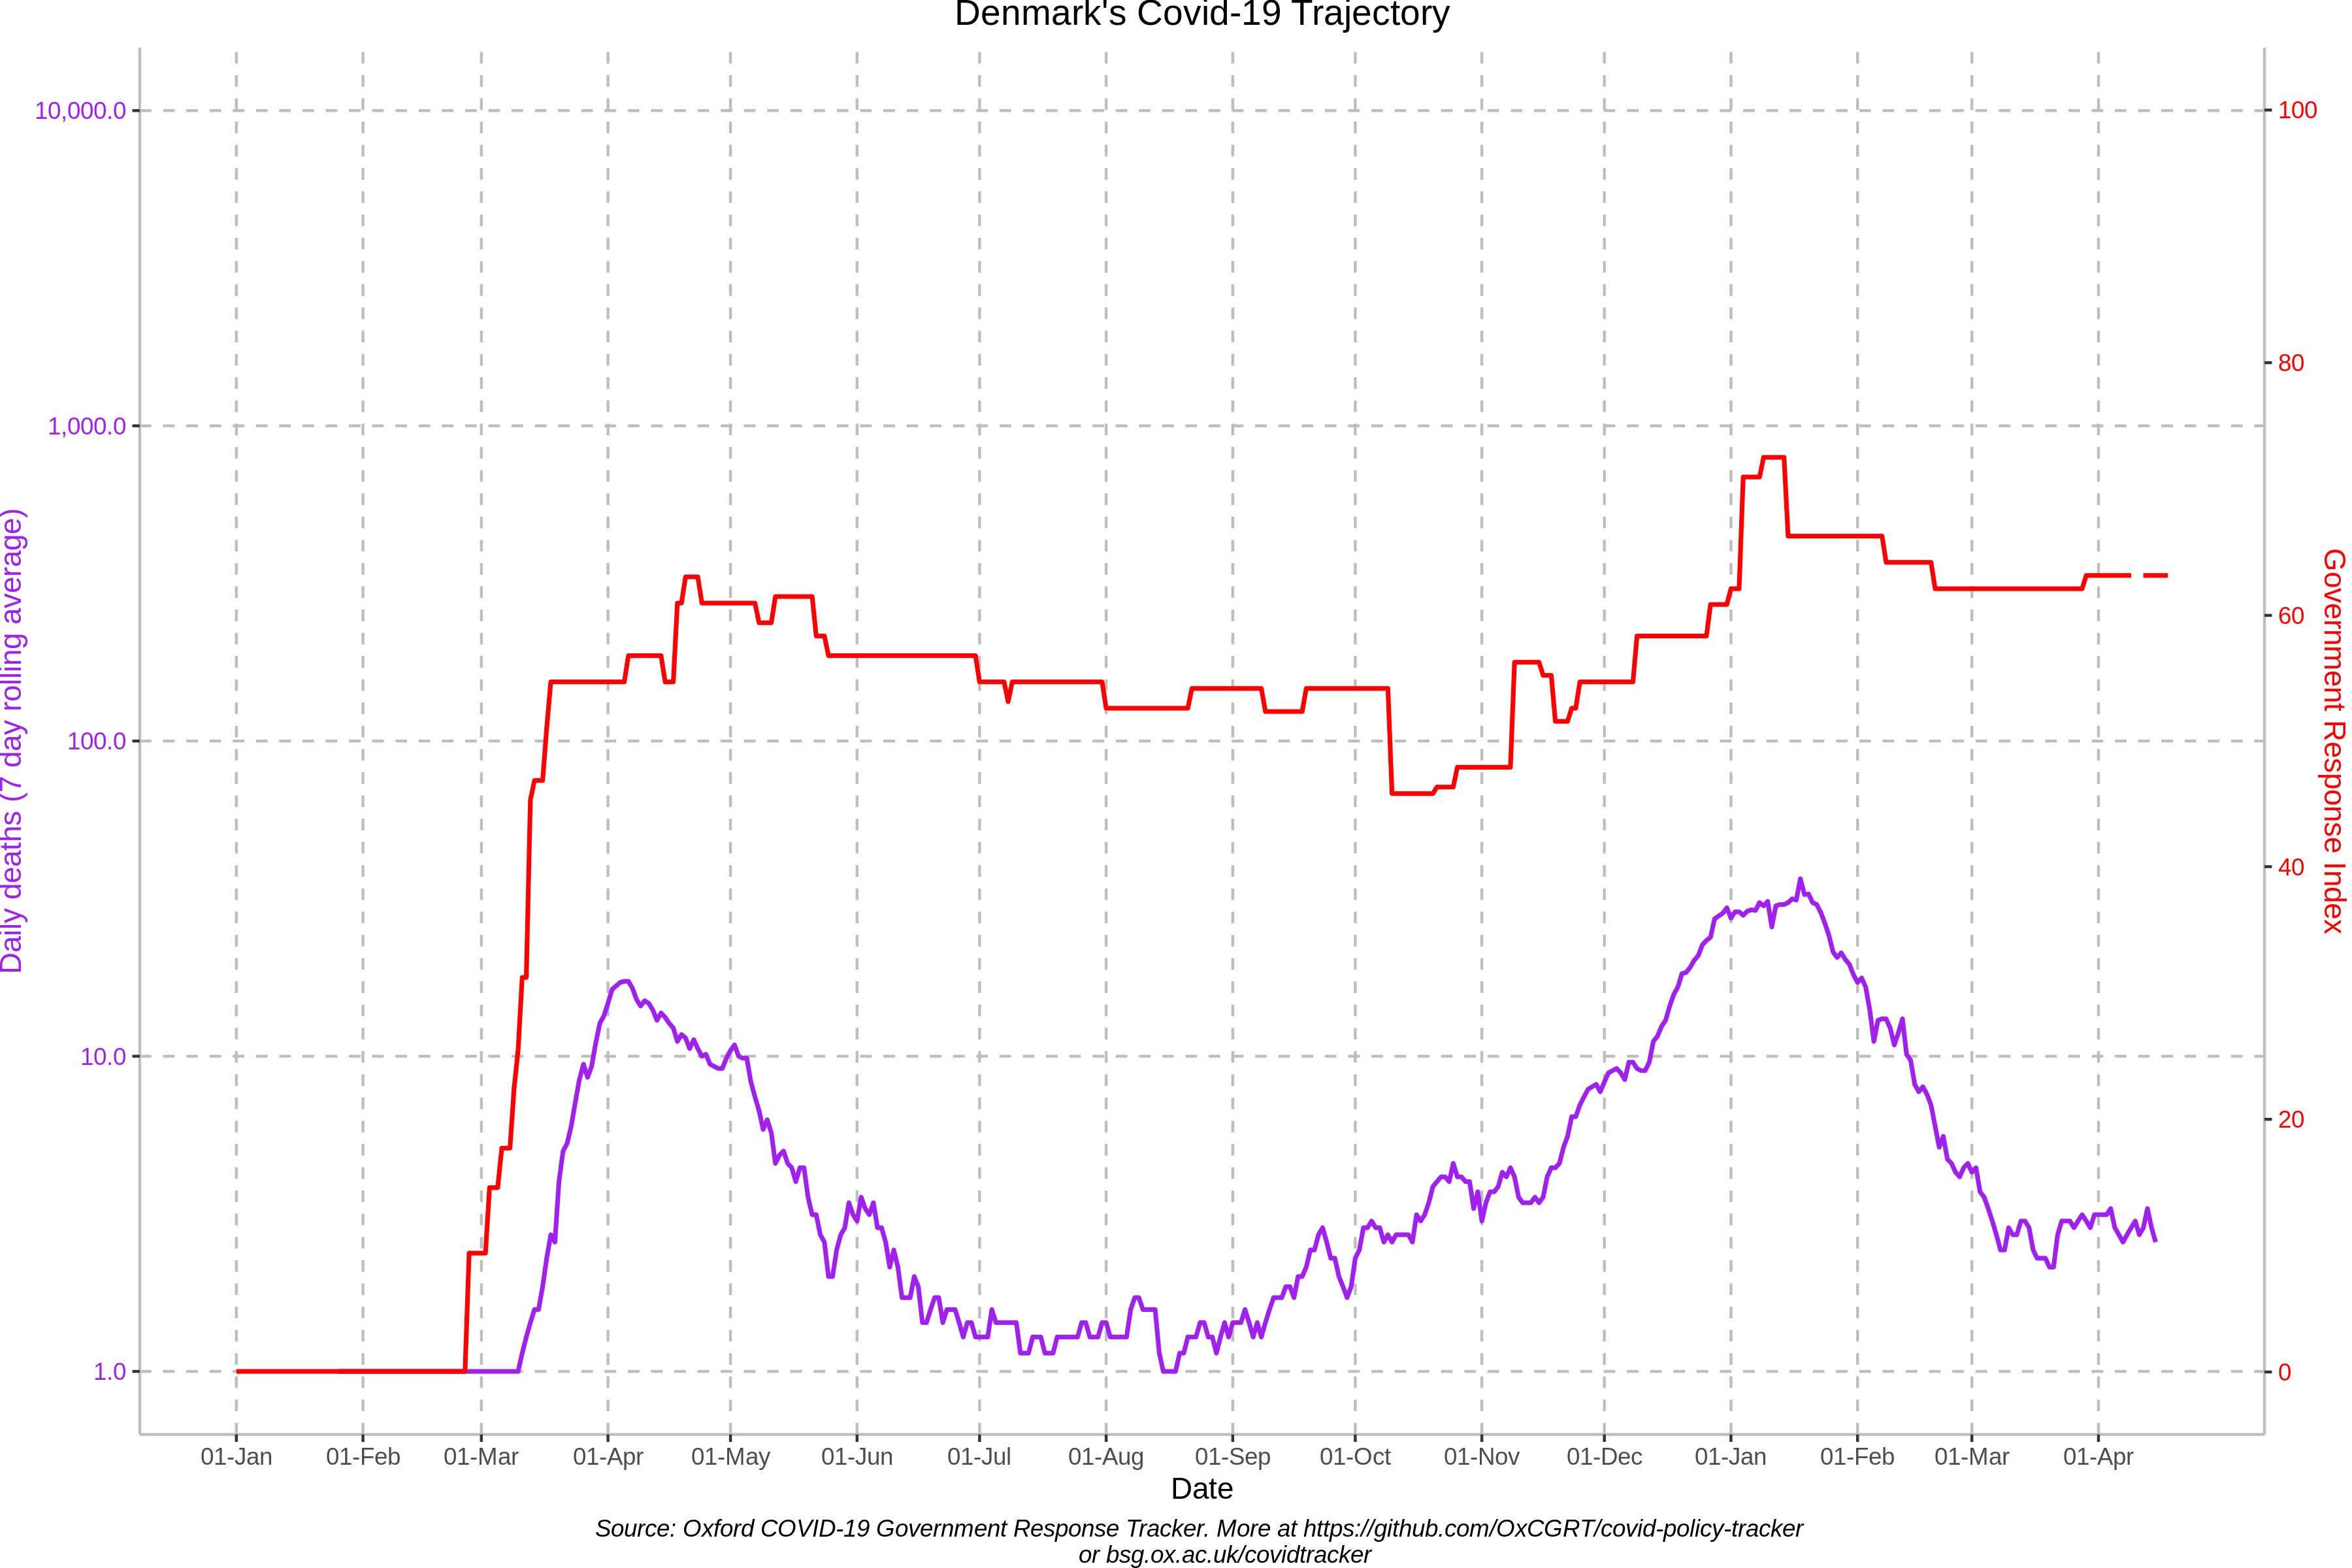 Denmark's Covid-19 Trajectory
10,000.0
1,000.0
100.0
10.0
1.0
Daily deaths (7 day rolling average)
100
80
60
40
20
0
Government Response Index
01-Jan 01-Feb 01-Mar 01-Apr 01-May 01-Jun 01-Jul 01-Aug 01-Sep 01-Oct 01-Nov 01-Dec 01-Jan 01-Feb 01-Mar 01-Apr
Date
Source: Oxford COVID-19 Government Response Tracker. More at https://github.com/OxCGRT/covid-policy-tracker
or bsg.ox.ac.uk/covidtracker